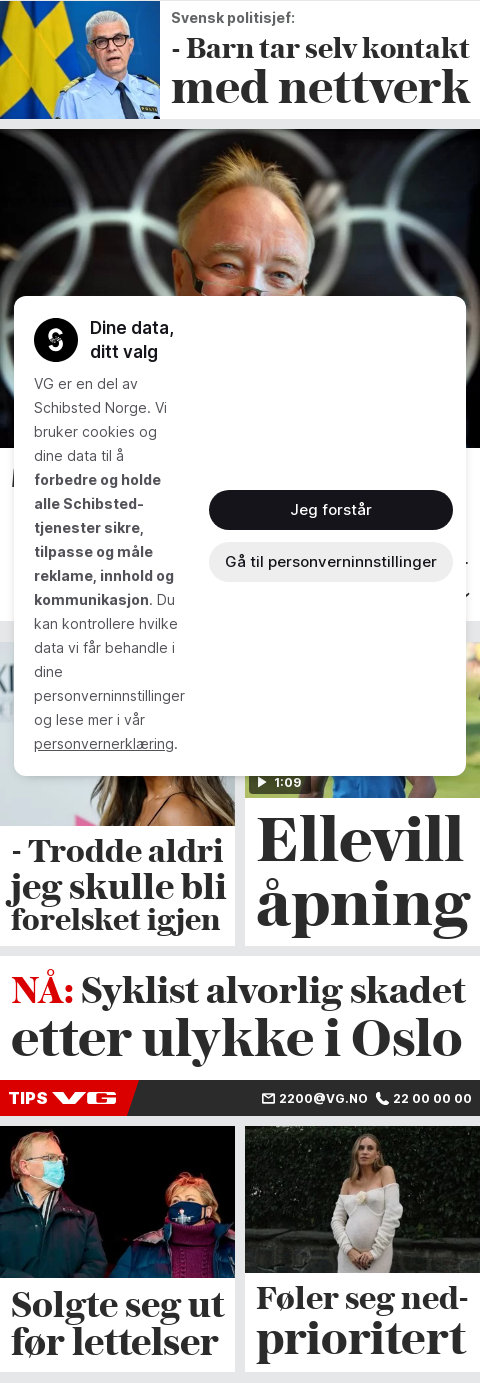 Svensk politisjef:
- Barn tar selv kontakt
med nettverk
Dine data,
ditt valg
VG er en del av
Schibsted Norge. Vi
bruker cookies og
dine data til å
forbedre og holde
alle Schibsted-
tjenester sikre,
tilpasse og måle
reklame, innhold og
kommunikasjon. Du
kan kontrollere hvilke
data vi får behandle i
dine
personverninnstillinger
og lese mer i vår
personvernerklæring.
Jeg forstår
Gå til personverninnstillinger
1:09
- Trodde aldri
jeg skulle bli
forelsket igjen
Ellevill
åpning
NÅ: Syklist alvorlig skadet
etter ulykke i Oslo
TIPS VG
2200@VG.NO 22 00 00 00
Solgte seg ut
før lettelser
Føler seg ned-
prioritert